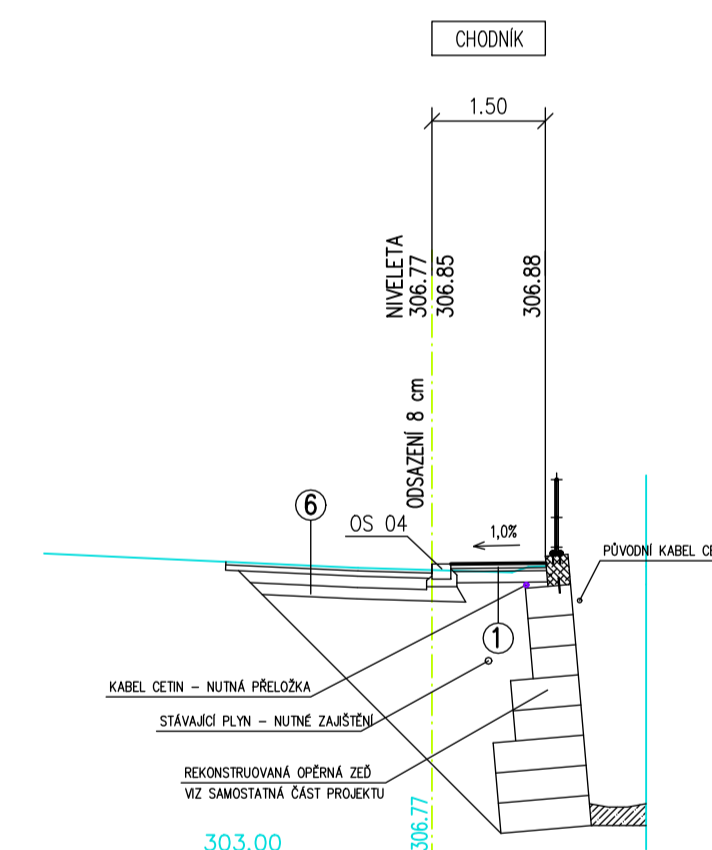 CHODNÍK
1.50
NIVELETA
306.77
306.85
306.88
ODSAZENÍ 8 cm
6
OS 04
1,0%
PŮVODNÍ KABEL CE
1
KABEL CETIN – NUTNÁ PŘELOŽKA
STÁVAJÍCÍ PLYN – NUTNÉ ZAJIŠTĚNÍ
REKONSTRUOVANÁ OPĚRNÁ ZEĎ
VIZ SAMOSTATNÁ ČÁST PROJEKTU
306.77
303.00